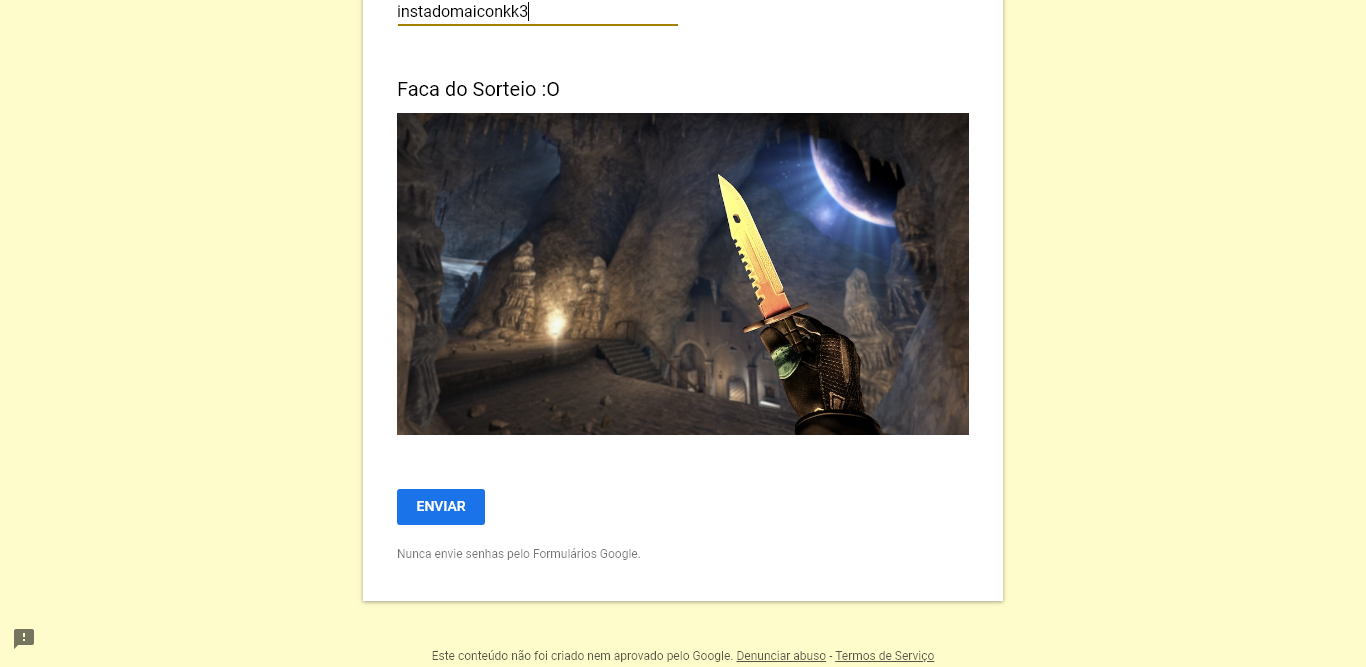 instadomaiconkk3
Faca do Sorteio :O
ENVIAR
Nunca envie senhas pelo Formulários Google.
Este conteúdo não foi criado nem aprovado pelo Google. Denunciar abuso - Termos de Serviço